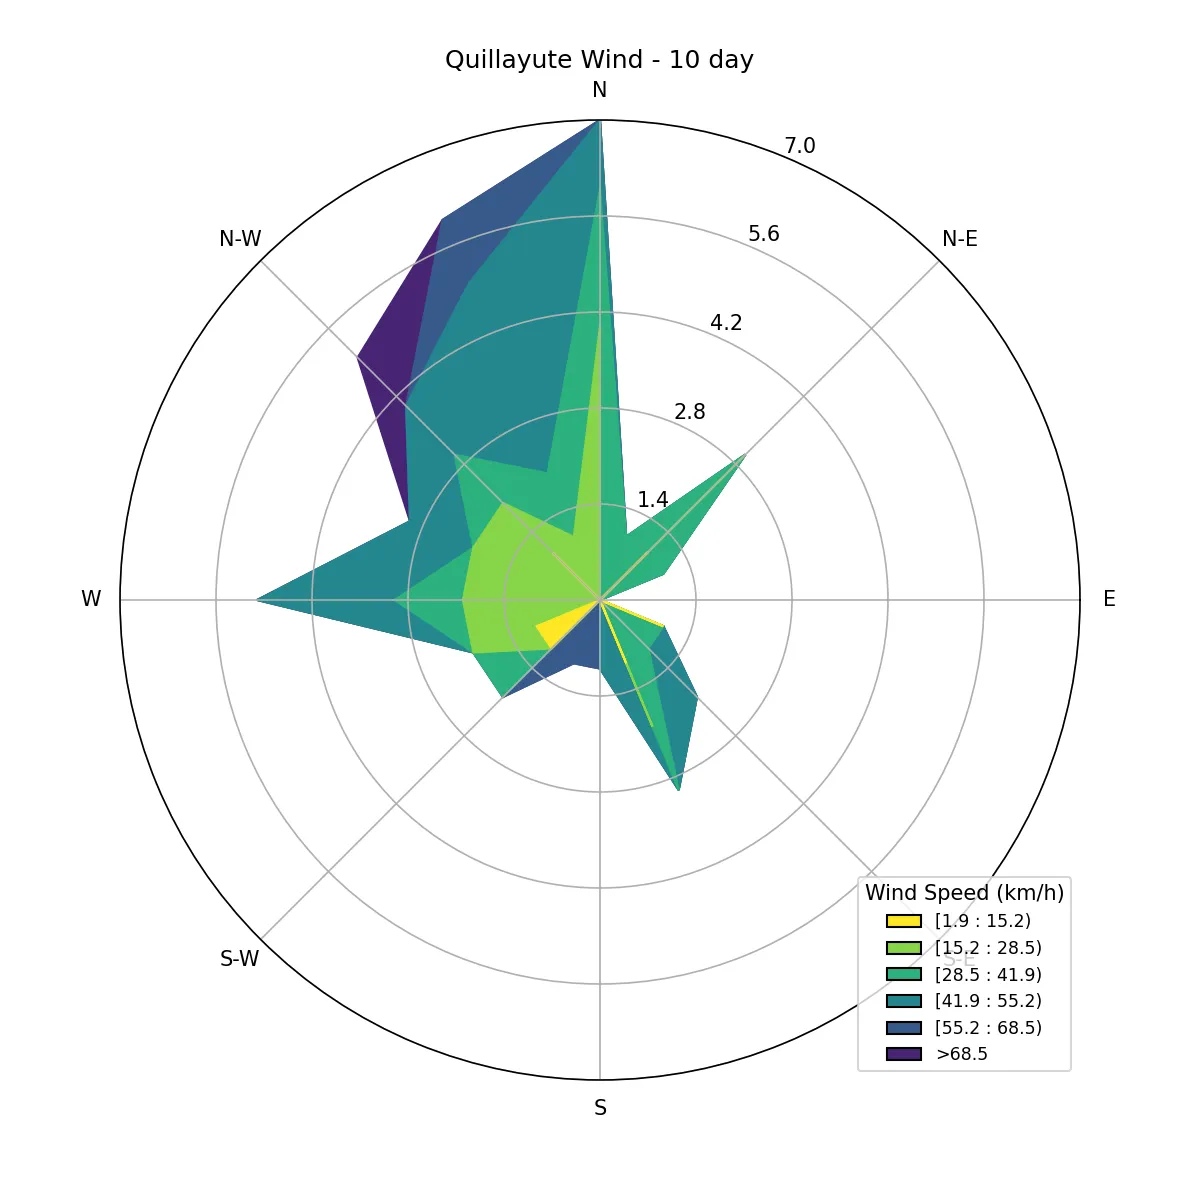 Quillayute Wind - 10 day
N
7.0
N-W
5.6
N-E
4.2
2.8
1.4
W
E
Wind Speed (km/h)
[1.9 : 15.2)
[15.2 : 28.5)
S-W
S-E
[28.5 : 41.9)
[41.9 : 55.2)
[55.2 : 68.5)
>68.5
S